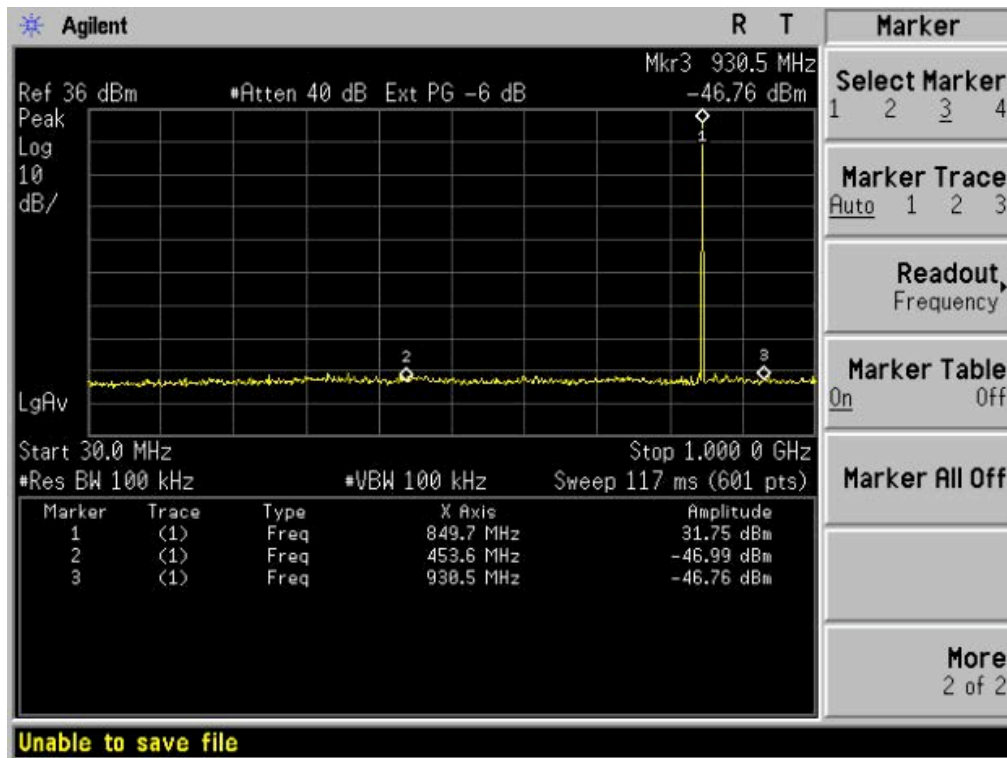 Agilent R T
Mkr3 930.5 MHz
Ref 36 dBm #Atten 40 dB Ext PG -6 dB -46.76 dBm
Peak
Log
10
dB/
1
2
3
LgAv
Start 30.0 MHz Stop 1.000 0 GHz
#Res BW 100 kHz #VBW 100 kHz Sweep 117 ms (601 pts)
Marker Trace Type X Axis Amplitude
1 (1) Freq 849.7 MHz 31.75 dBm
2 (1) Freq 453.6 MHz -46.99 dBm
3 (1) Freq 930.5 MHz -46.76 dBm
Unable to save file
Marker
Select Marker
1 2 3 4
Marker Trace
Auto 1 2 3
Readout
Frequency
Marker Table
On Off
Marker All Off
More
2 of 2